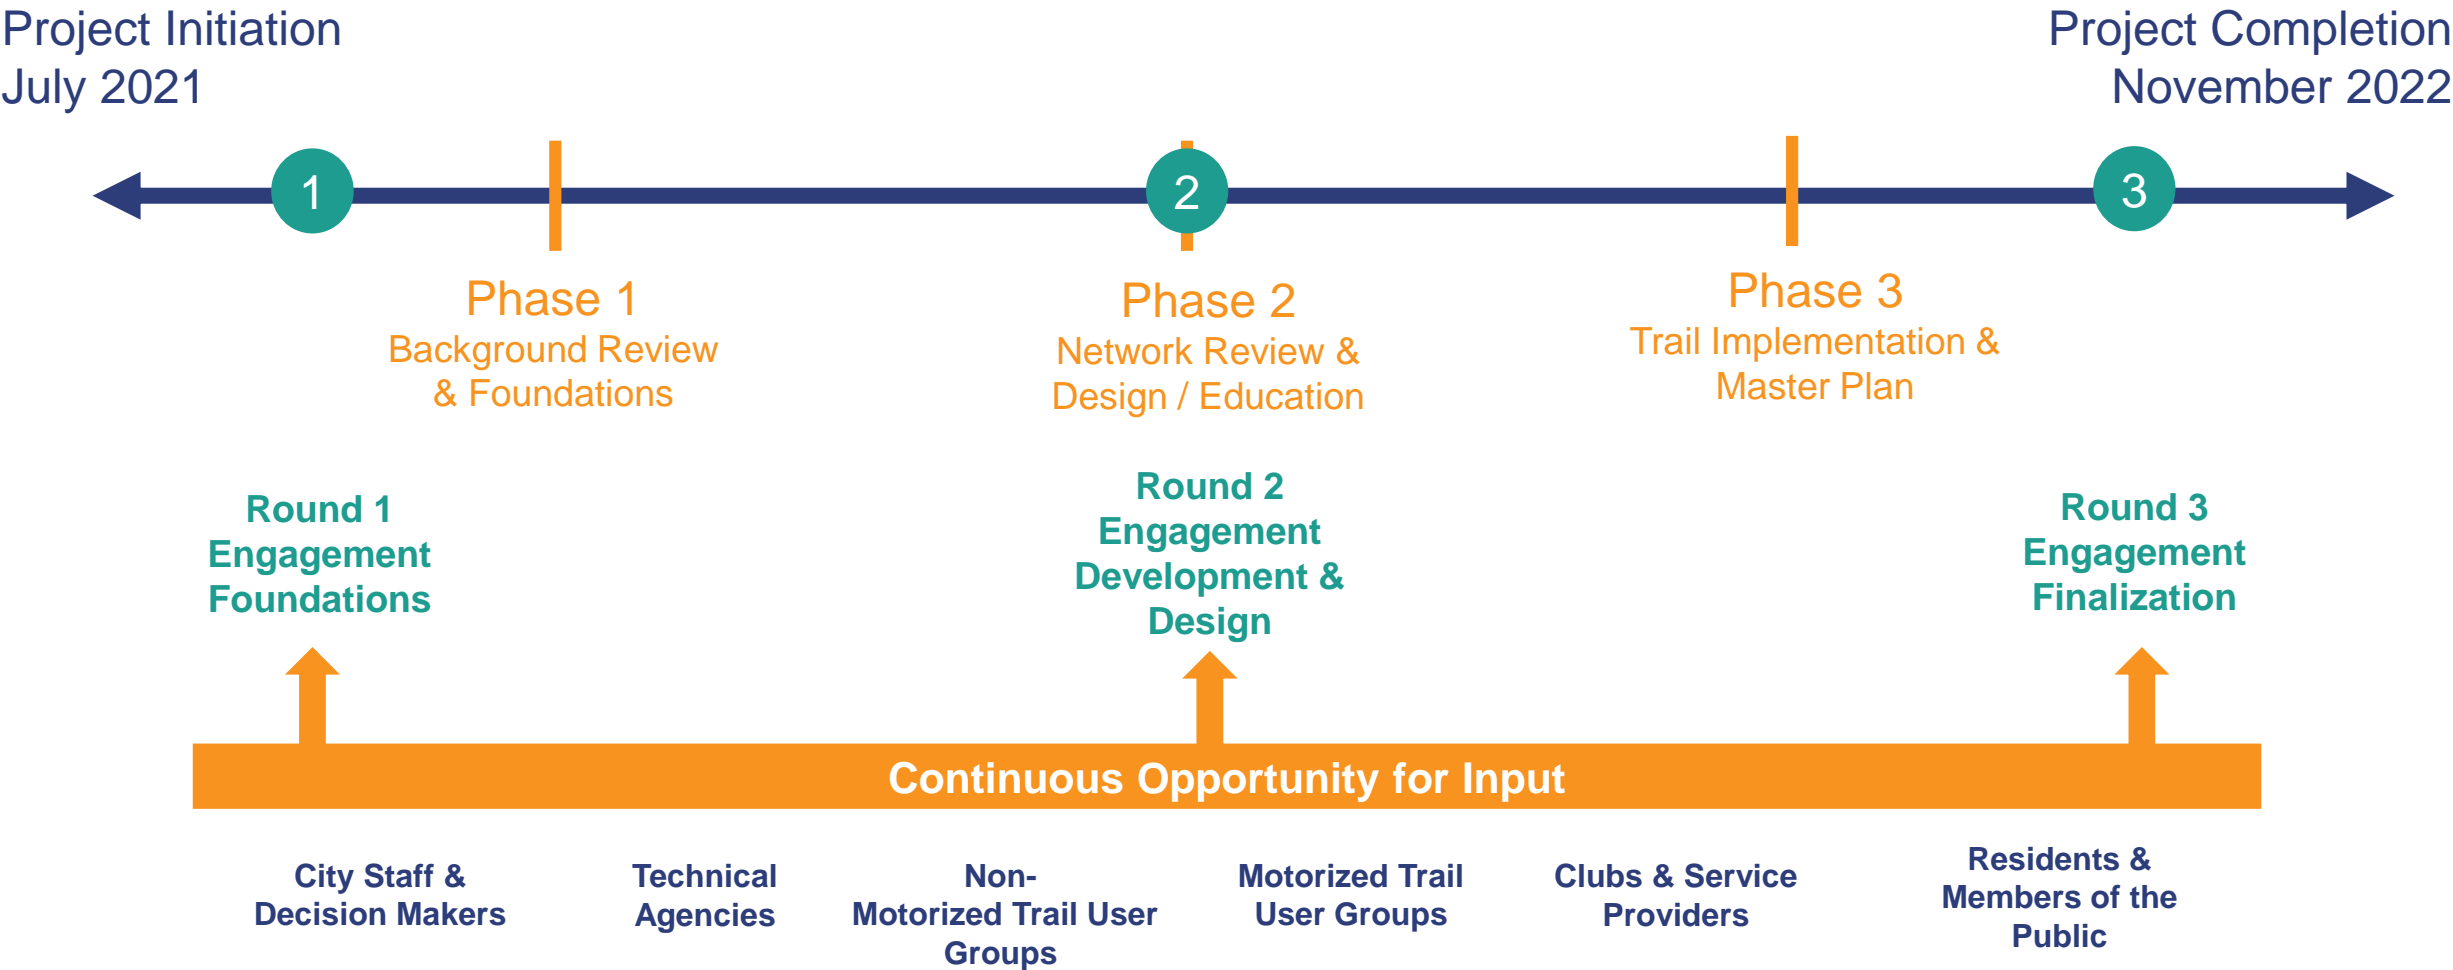 Project Initiation
July 2021
Project Completion
November 2022
1
2
3
Phase 1
Background Review
& Foundations
Phase 2
Network Review &
Design / Education
Phase 3
Trail Implementation &
Master Plan
Round 1
Engagement
Foundations
Round 2
Engagement
Development &
Design
Round 3
Engagement
Finalization
Continuous Opportunity for Input
City Staff &
Decision Makers
Technical
Agencies
Non-
Motorized Trail User
Groups
Motorized Trail
User Groups
Clubs & Service
Providers
Residents &
Members of the
Public